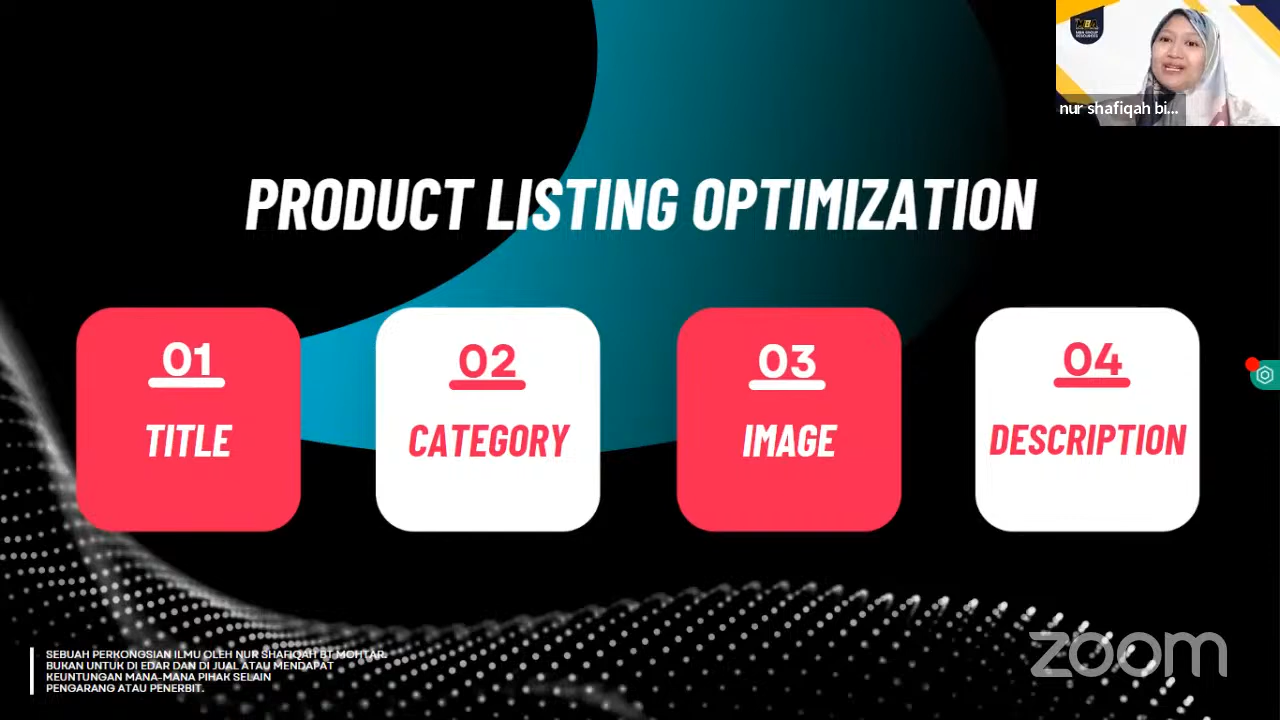 nur shafiqah bi...
PRODUCT LISTING OPTIMIZATION
01
TITLE
02
CATEGORY
03
IMAGE
04
DESCRIPTION
SEBUAH PERKONGSIAN ILMU OLEH NUR SHAFIQAH BT MOHTAR.
BUKAN UNTUK DI EDAR DAN DI JUAL ATAU MENDAPAT
KEUNTUNGAN MANA-MANA PIHAK SELAIN
PENGARANG ATAU PENERBIT.
zoom